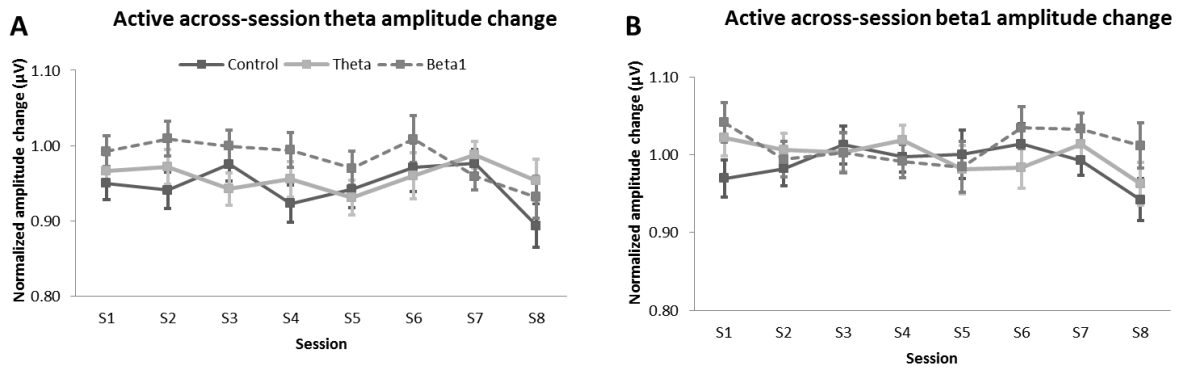 A
Active across-session theta amplitude change
Normalized amplitude change (µV)
Control Theta Beta1
1.10
1.00
0.90
0.80
S1 S2 S3 S4 S5 S6 S7 S8
Session
B
Active across-session beta1 amplitude change
Normalized amplitude change (µV)
1.10
1.00
0.90
0.80
S1 S2 S3 S4 S5 S6 S7 S8
Session